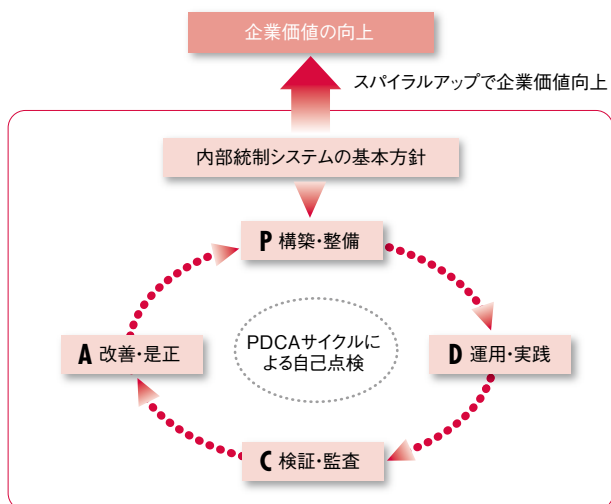 企業価値の向上
スパイラルアップで企業価値向上
内部統制システムの基本方針
P 構築・整備
A 改善・是正
PDCAサイクルに
よる自己点検
D 運用・実践
C 検証・監査